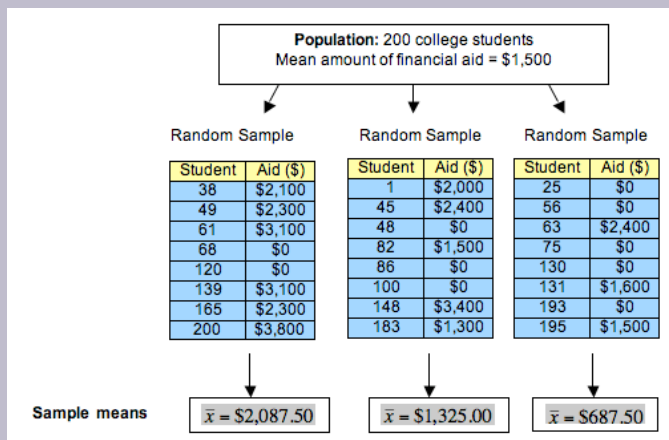 Population: 200 college students
Mean amount of financial aid = $1,500
Random Sample Random Sample Random Sample
Student Aid ($) Student Aid ($) Student Aid ($)
38 $2,100 1 $2,000 25 $0
49 $2,300 45 $2,400 56 $0
61 $3,100 48 $0 63 $2,400
68 $0 82 $1,500 75 $0
120 $0 86 $0 130 $0
139 $3,100 100 $0 131 $1,600
165 $2,300 148 $3,400 193 $0
200 $3,800 183 $1,300 195 $1,500
Sample means x̄ = $2,087.50 x̄ = $1,325.00 x̄ = $687.50